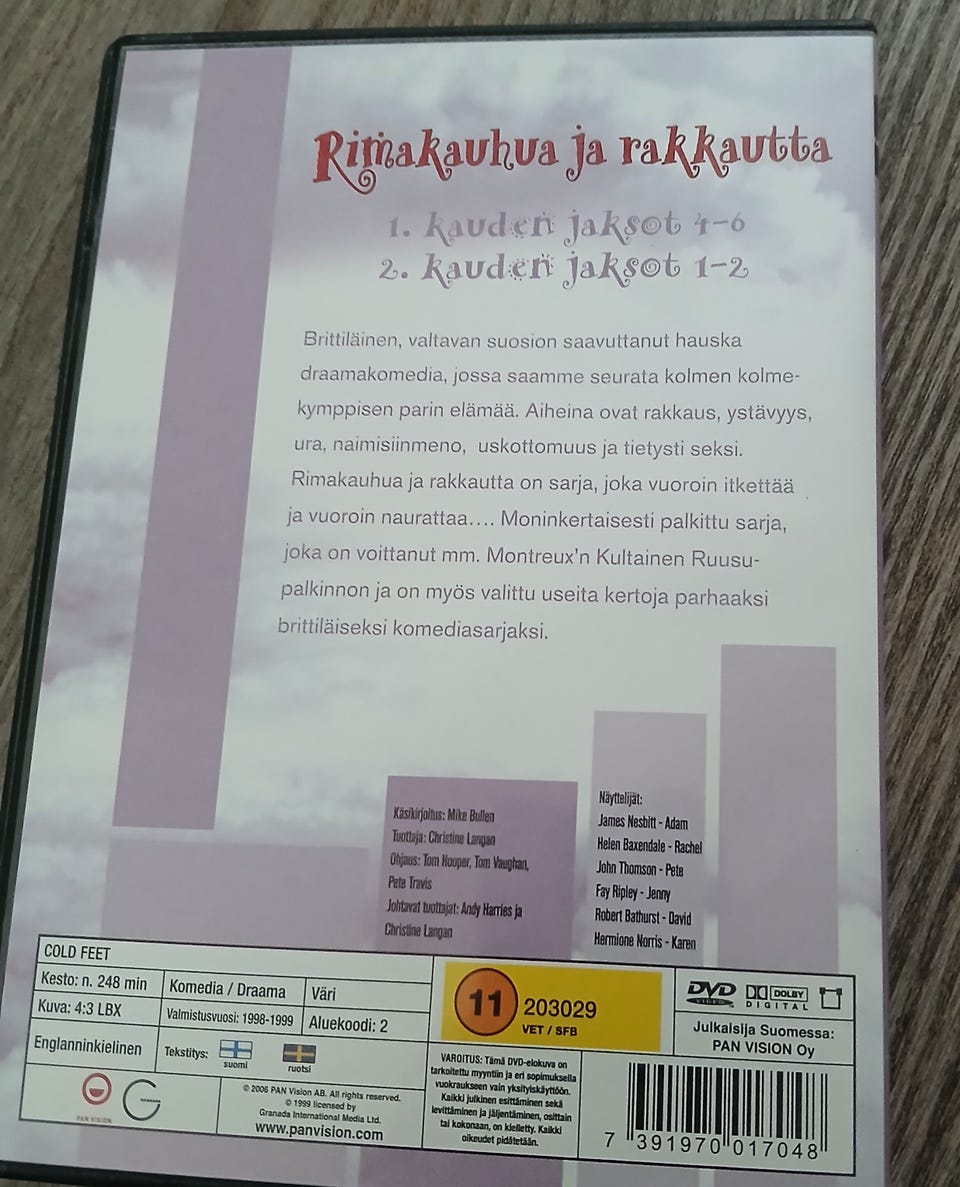 Rimakauhua ja rakkautta
1. kauden jaksot 4-6
2. kauden jaksot 1-2
Brittiläinen, valtavan suosion saavuttanut hauska
draamakomedia, jossa saamme seurata kolmen kolme-
kymppisen parin elämää. Aiheina ovat rakkaus, ystävyys,
ura, naimisiinmeno, uskottomuus ja tietysti seksi.
Rimakauhua ja rakkautta on sarja, joka vuoroin itkettää
ja vuoroin naurattaa.... Moninkertaisesti palkittu sarja,
joka on voittanut mm. Montreux'n Kultainen Ruusu-
palkinnon ja on myös valittu useita kertoja parhaaksi
brittiläiseksi komediasarjaksi.
Käsikirjoitus: Mike Bullen
Tuottaja: Christine Langan
Ohjaus: Tom Hooper, Tom Vaughan,
Pete Travis
Johtavat tuottajat: Andy Harries ja
Christine Langan
Näyttelijät:
James Nesbitt - Adam
Helen Baxendale - Rachel
John Thomson - Pete
Fay Ripley - Jenny
Robert Bathurst - David
Hermione Norris - Karen
COLD FEET
Kesto: n. 248 min
Komedia / Draama
Väri
Kuva: 4:3 LBX
Valmistusvuosi: 1998-1999
Aluekoodi: 2
Englanninkielinen
Tekstitys:
suomi
ruotsi
PAN VISION
GRANADA
© 2006 PAN Vision AB. All rights reserved.
© 1999 licensed by
Granada International Media Ltd.
www.panvision.com
11
203029
VET / SFB
VAROITUS: Tämä DVD-elokuva on
tarkoitettu myyntiin ja eri sopimuksella
vuokraukseen vain yksityiskäyttöön.
Kaikki julkinen esittäminen sekä
levittäminen ja jäljentäminen, osittain
tai kokonaan, on kielletty. Kaikki
oikeudet pidätetään.
DVD VIDEO
DOLBY DIGITAL
Julkaisija Suomessa:
PAN VISION Oy
7 391970 017048